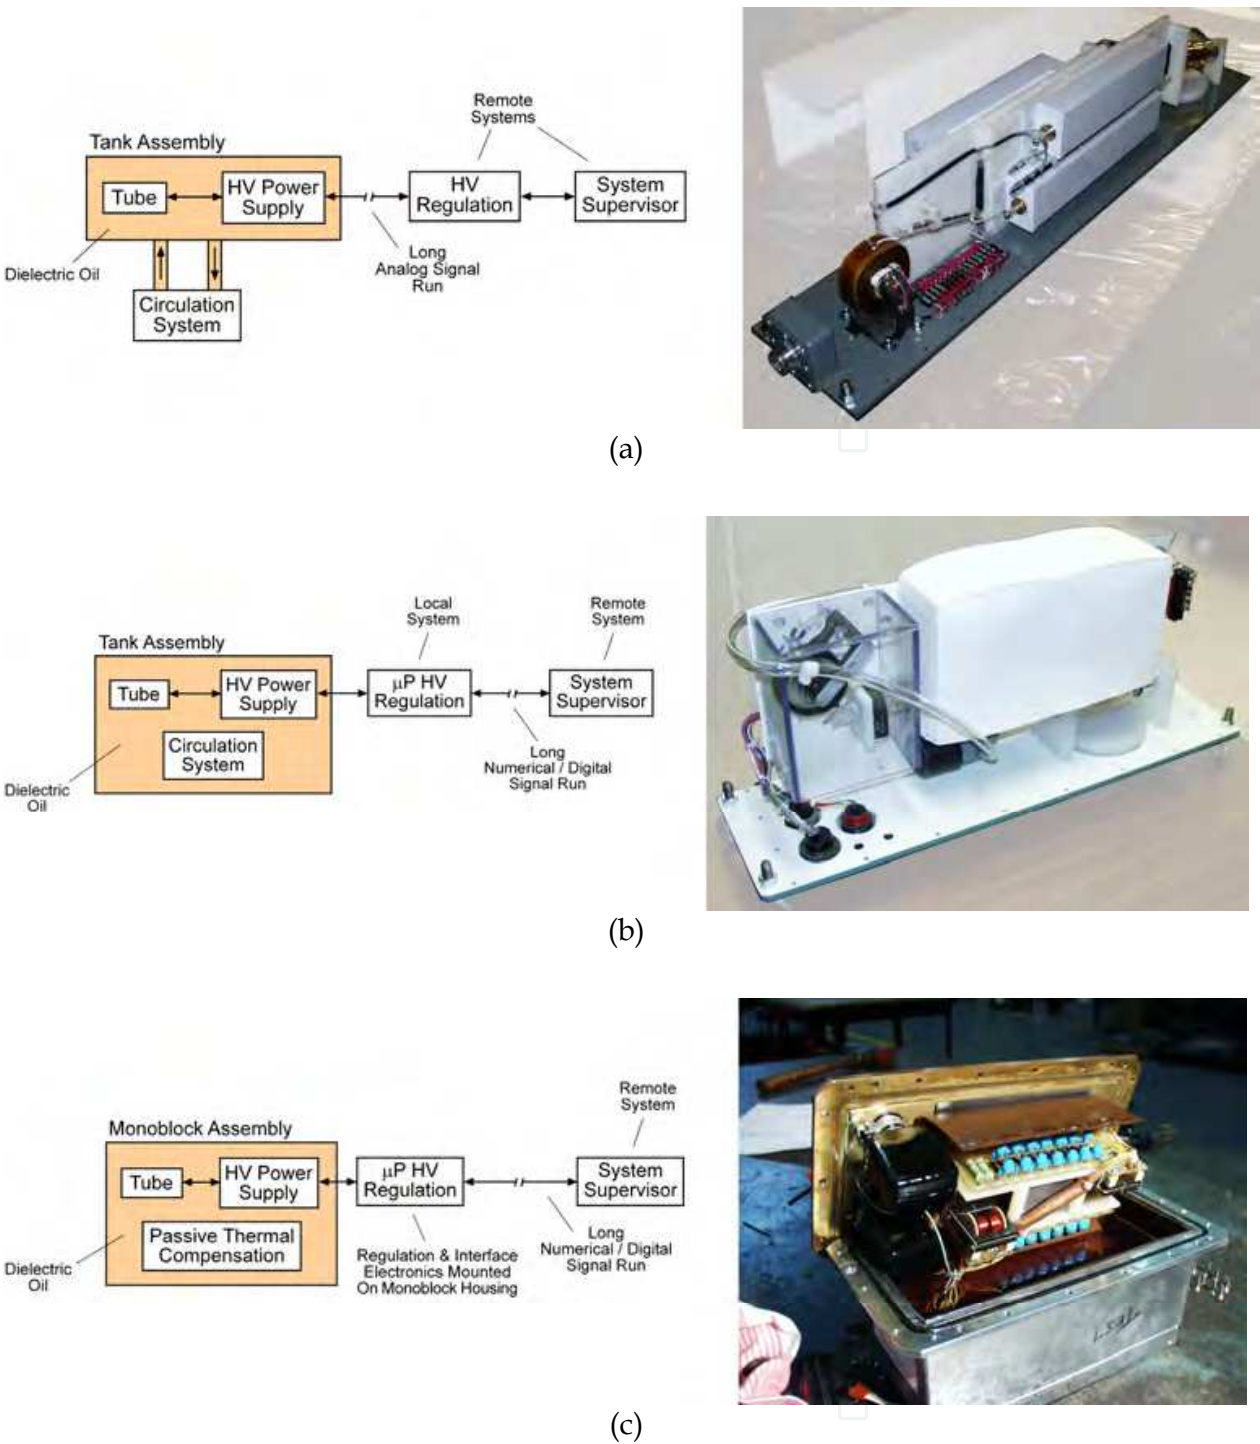 Remote
Systems
Tank Assembly
Tube
HV Power
Supply
HV
Regulation
System
Supervisor
Dielectric Oil
Long
Analog Signal
Run
Circulation
System
(a)
Local
System
Remote
System
Tank Assembly
Tube
HV Power
Supply
µP HV
Regulation
System
Supervisor
Circulation
System
Dielectric
Oil
Long
Numerical / Digital
Signal Run
(b)
Remote
System
Monoblock Assembly
Tube
HV Power
Supply
µP HV
Regulation
System
Supervisor
Passive Thermal
Compensation
Dielectric
Oil
Regulation & Interface
Electronics Mounted
On Monoblock Housing
Long
Numerical / Digital
Signal Run
(c)